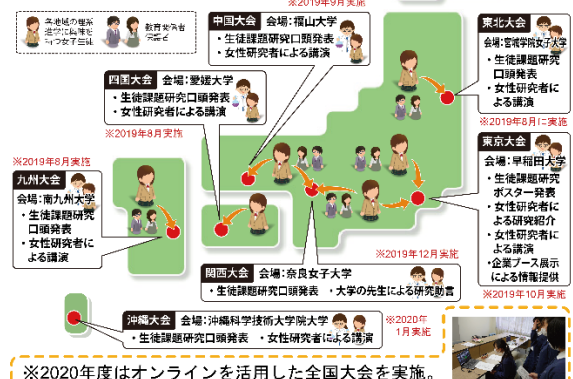 ※2019年9月実施
各地域の理系
進学に興味を
持つ女子生徒
教育関係者
保護者
中国大会 会場：福山大学
・生徒課題研究口頭発表
・女性研究者による講演
東北大会
会場：宮城学院女子大学
・生徒課題研究
口頭発表
・女性研究者に
よる講演
※2019年8月に実施
四国大会 会場：愛媛大学
・生徒課題研究口頭発表
・女性研究者による講演
※2019年8月実施
東京大会
会場：早稲田大学
・生徒課題研究
ポスター発表
・女性研究者に
よる研究紹介
・女性研究者に
よる講演
・企業ブース展示
による情報提供
※2019年10月実施
※2019年8月実施
九州大会
会場：南九州大学
・生徒課題研究
口頭発表
・女性研究者に
よる講演
※2019年12月実施
関西大会 会場：奈良女子大学
・生徒課題研究口頭発表 ・大学の先生による研究助言
沖縄大会 会場：沖縄科学技術大学院大学
・生徒課題研究口頭発表 ・女性研究者による講演
※2020年
1月実施
※2020年度はオンラインを活用した全国大会を実施。